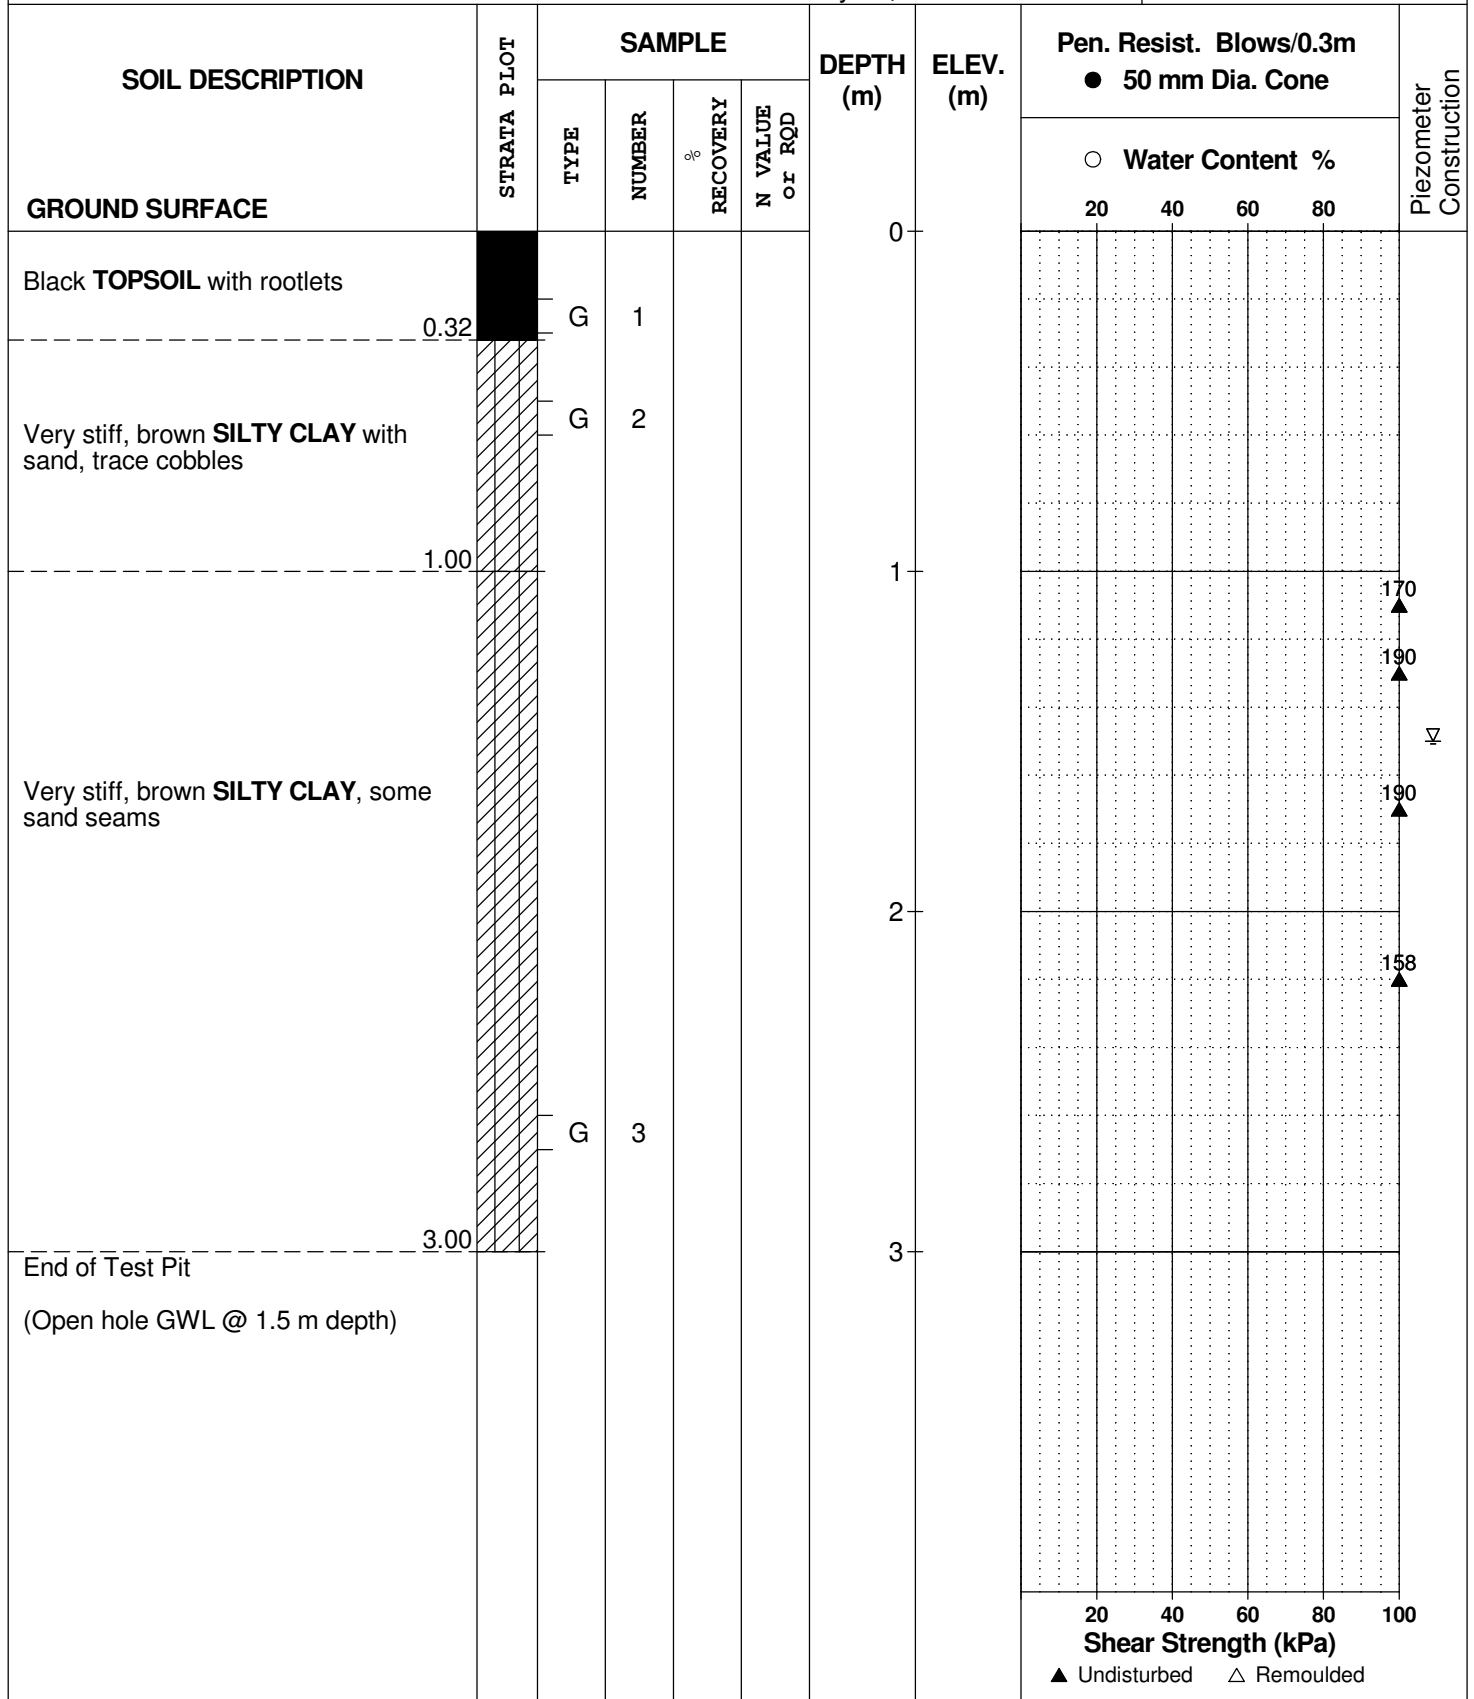 SOIL DESCRIPTION
GROUND SURFACE
STRATA PLOT
SAMPLE
TYPE
NUMBER
%
RECOVERY
N VALUE
or RQD
DEPTH
(m)
ELEV.
(m)
Pen. Resist. Blows/0.3m
● 50 mm Dia. Cone
○ Water Content %
20 40 60 80
Piezometer
Construction
0
Black TOPSOIL with rootlets
G 1
0.32
G 2
Very stiff, brown SILTY CLAY with
sand, trace cobbles
1.00
1
170
190
190
Very stiff, brown SILTY CLAY, some
sand seams
2
158
G 3
3.00
3
End of Test Pit
(Open hole GWL @ 1.5 m depth)
20 40 60 80 100
Shear Strength (kPa)
▲ Undisturbed △ Remoulded